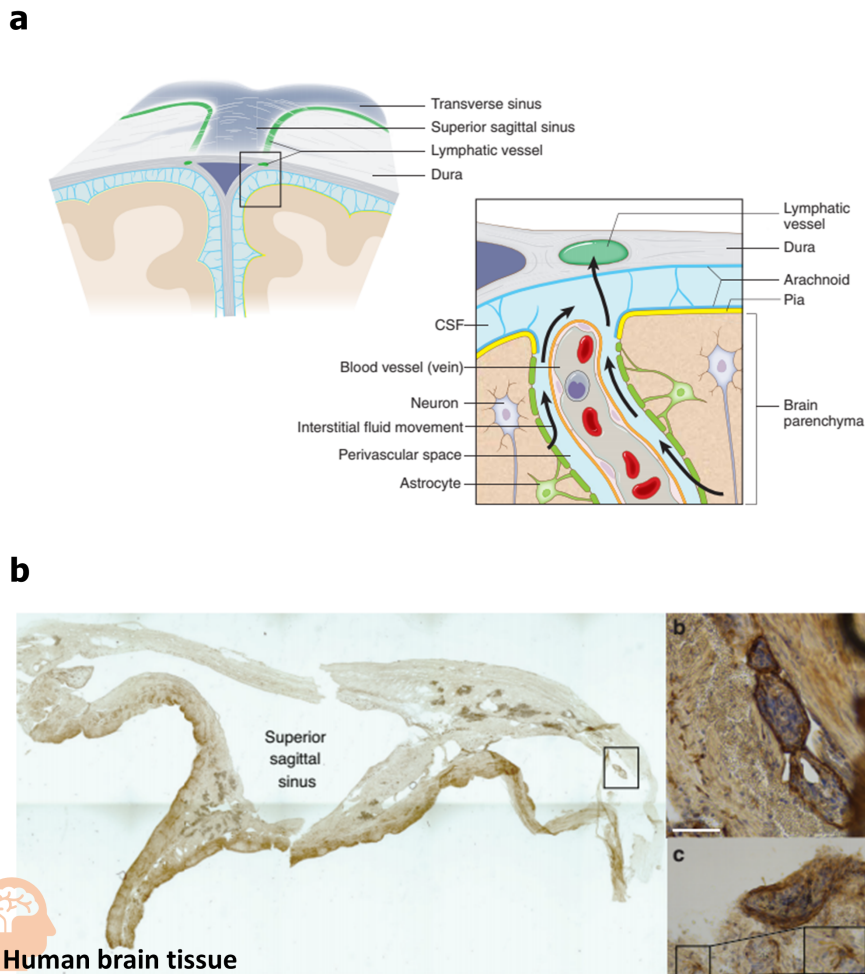 a
Transverse sinus
Superior sagittal sinus
Lymphatic vessel
Dura
Lymphatic
vessel
Dura
Arachnoid
Pia
CSF
Blood vessel (vein)
Neuron
Interstitial fluid movement
Perivascular space
Astrocyte
Brain
parenchyma
b
Superior
sagittal
sinus
b
c
Human brain tissue